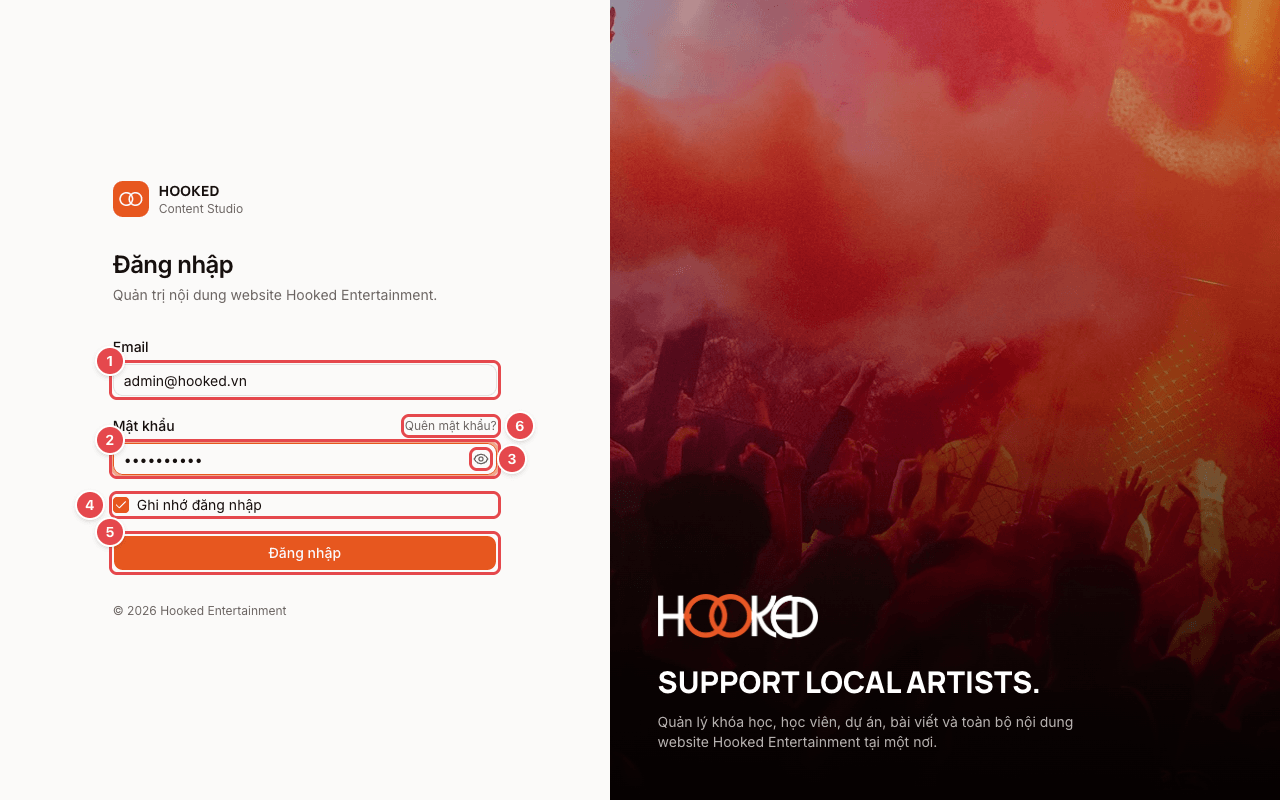 HOOKED
Content Studio
Đăng nhập
Quản trị nội dung website Hooked Entertainment.
Email
1
admin@hooked.vn
Mật khẩu
Quên mật khẩu?
6
2
••••••••••
3
4
Ghi nhớ đăng nhập
5
Đăng nhập
© 2026 Hooked Entertainment
HOOKED
SUPPORT LOCAL ARTISTS.
Quản lý khóa học, học viên, dự án, bài viết và toàn bộ nội dung
website Hooked Entertainment tại một nơi.